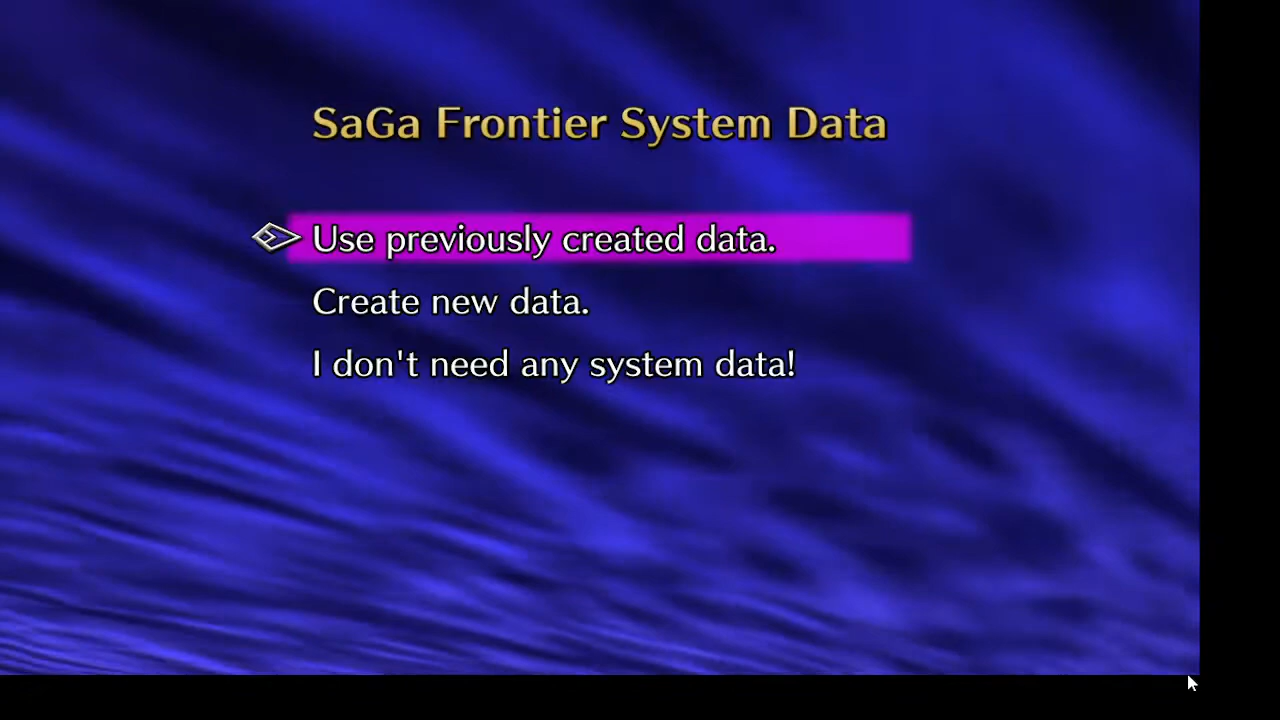 SaGa Frontier System Data
Use previously created data.
Create new data.
I don't need any system data!